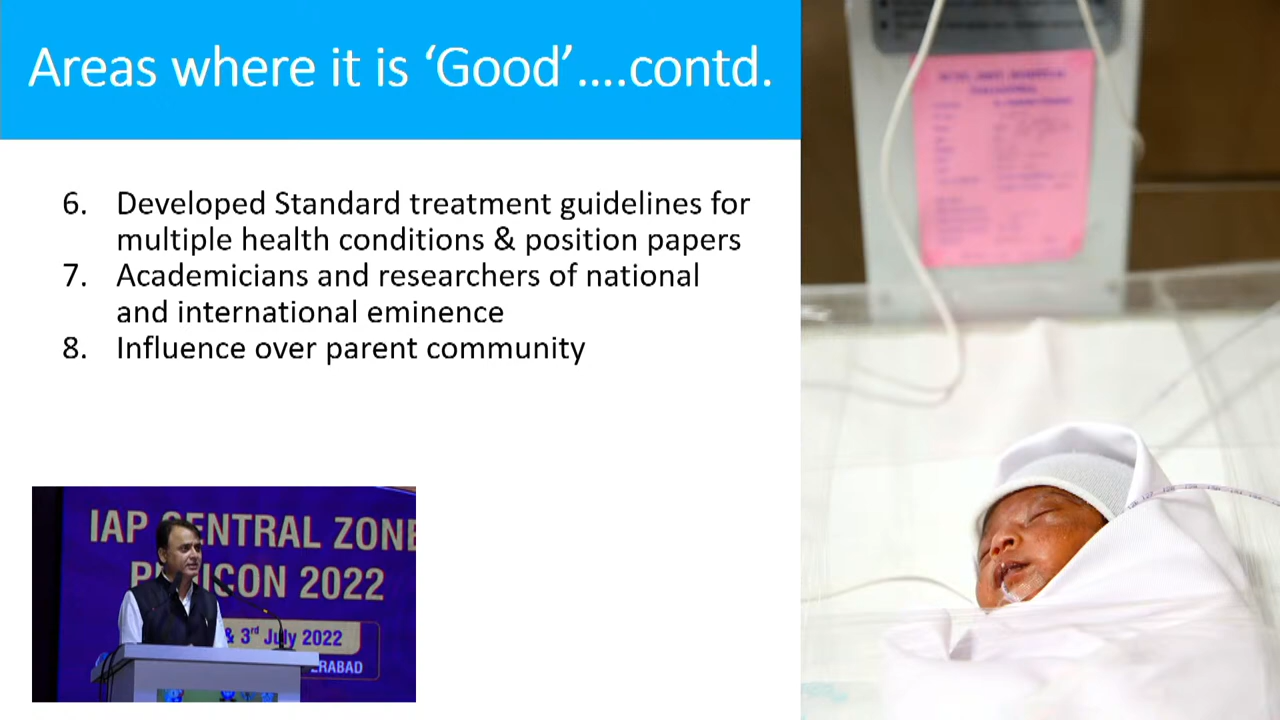 Areas where it is ‘Good’....contd.
6. Developed Standard treatment guidelines for
multiple health conditions & position papers
7. Academicians and researchers of national
and international eminence
8. Influence over parent community
IAP CENTRAL ZONE
CON 2022
& 3rd July 2022